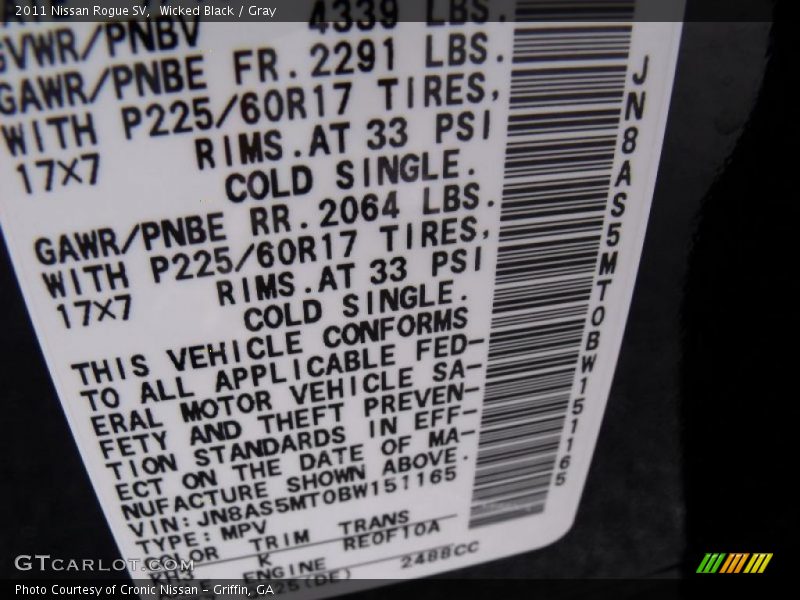 2011 Nissan Rogue SV, Wicked Black / Gray
4339 LBS.
GVWR/PNBV
GAWR/PNBE FR. 2291 LBS.
WITH P225/60R17 TIRES,
17X7 RIMS. AT 33 PSI
COLD SINGLE.
GAWR/PNBE RR. 2064 LBS.
WITH P225/60R17 TIRES,
17X7 RIMS. AT 33 PSI
COLD SINGLE.
THIS VEHICLE CONFORMS
TO ALL APPLICABLE FED-
ERAL MOTOR VEHICLE SA-
FETY AND THEFT PREVEN-
TION STANDARDS IN EFF-
ECT ON THE DATE OF MA-
NUFACTURE SHOWN ABOVE.
VIN: JN8AS5MT0BW151165
TYPE: MPV
COLOR TRIM TRANS
KH3 K RE0F10A
ENGINE 2488CC
QR25(DE)
JN8AS5MT0BW151165
GTCARLOT.COM
Photo Courtesy of Cronic Nissan - Griffin, GA